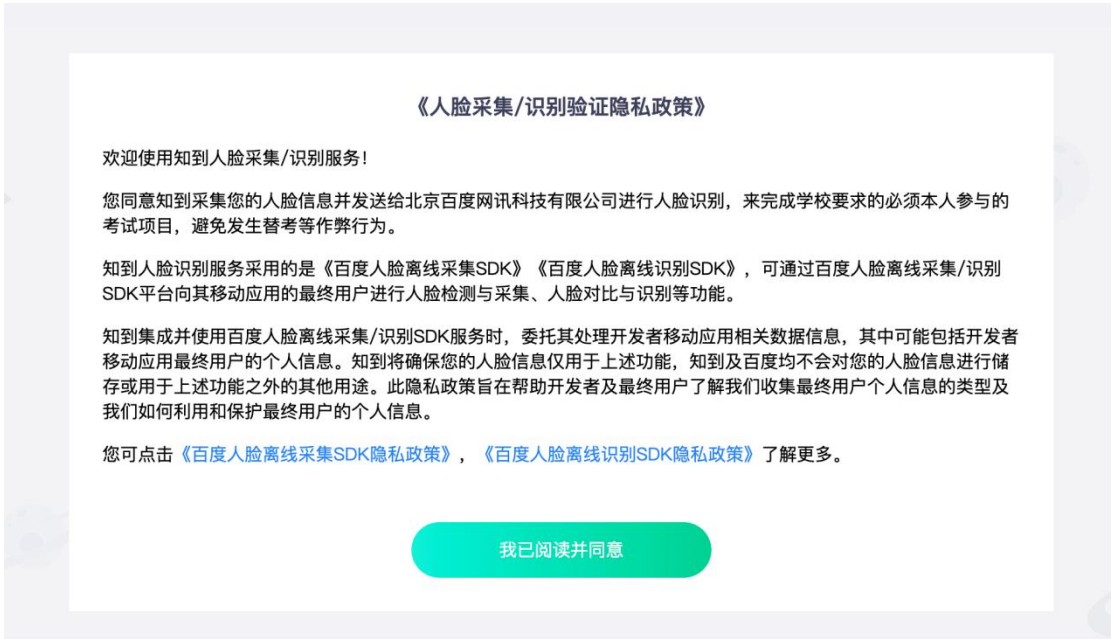 《人脸采集/识别验证隐私政策》
欢迎使用知到人脸采集/识别服务!
您同意知到采集您的人脸信息并发送给北京百度网讯科技有限公司进行人脸识别，来完成学校要求的必须本人参与的
考试项目，避免发生替考等作弊行为。
知到人脸识别服务采用的是《百度人脸离线采集SDK》《百度人脸离线识别SDK》，可通过百度人脸离线采集/识别
SDK平台向其移动应用的最终用户进行人脸检测与采集、人脸对比与识别等功能。
知到集成并使用百度人脸离线采集/识别SDK服务时，委托其处理开发者移动应用相关数据信息，其中可能包括开发者
移动应用最终用户的个人信息。知到将确保您的人脸信息仅用于上述功能，知到及百度均不会对您的人脸信息进行储
存或用于上述功能之外的其他用途。此隐私政策旨在帮助开发者及最终用户了解我们收集最终用户个人信息的类型及
我们如何利用和保护最终用户的个人信息。
您可点击《百度人脸离线采集SDK隐私政策》，《百度人脸离线识别SDK隐私政策》了解更多。
我已阅读并同意